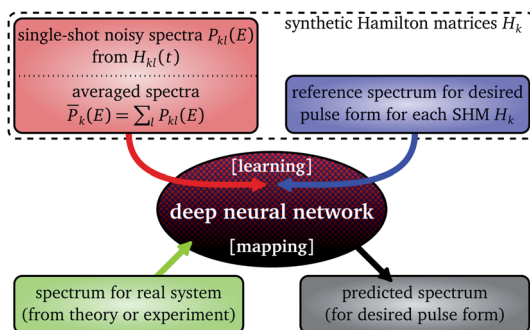 synthetic Hamilton matrices H_k
single-shot noisy spectra P_kl(E)
from H_kl(t)
averaged spectra
P̅_k(E) = ∑_l P_kl(E)
reference spectrum for desired
pulse form for each SHM H_k
[learning]
deep neural network
[mapping]
spectrum for real system
(from theory or experiment)
predicted spectrum
(for desired pulse form)